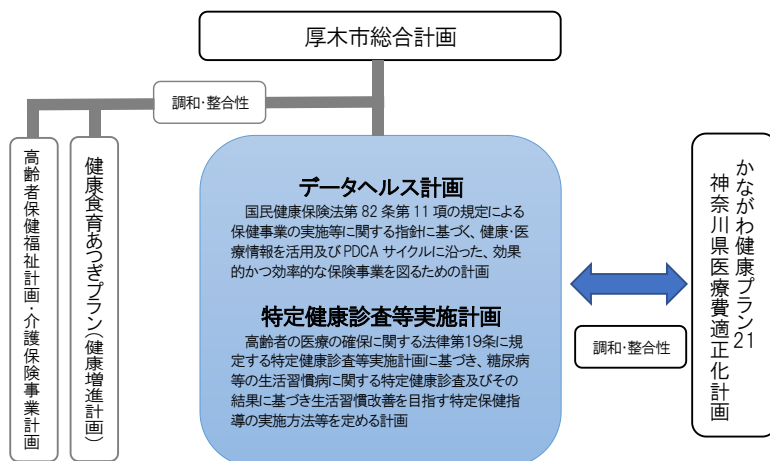 厚木市総合計画
調和・整合性
高齢者保健福祉計画・介護保険事業計画
健康食育あつぎプラン(健康増進計画)
データヘルス計画
国民健康保険法第 82 条第 11 項の規定による
保健事業の実施等に関する指針に基づく、健康・医
療情報を活用及び PDCA サイクルに沿った、効果
的かつ効率的な保険事業を図るための計画
特定健康診査等実施計画
高齢者の医療の確保に関する法律第19条に規
定する特定健康診査等実施計画に基づき、糖尿病
等の生活習慣病に関する特定健康診査及びその
結果に基づき生活習慣改善を目指す特定保健指
導の実施方法等を定める計画
調和・整合性
かながわ健康プラン21
神奈川県医療費適正化計画